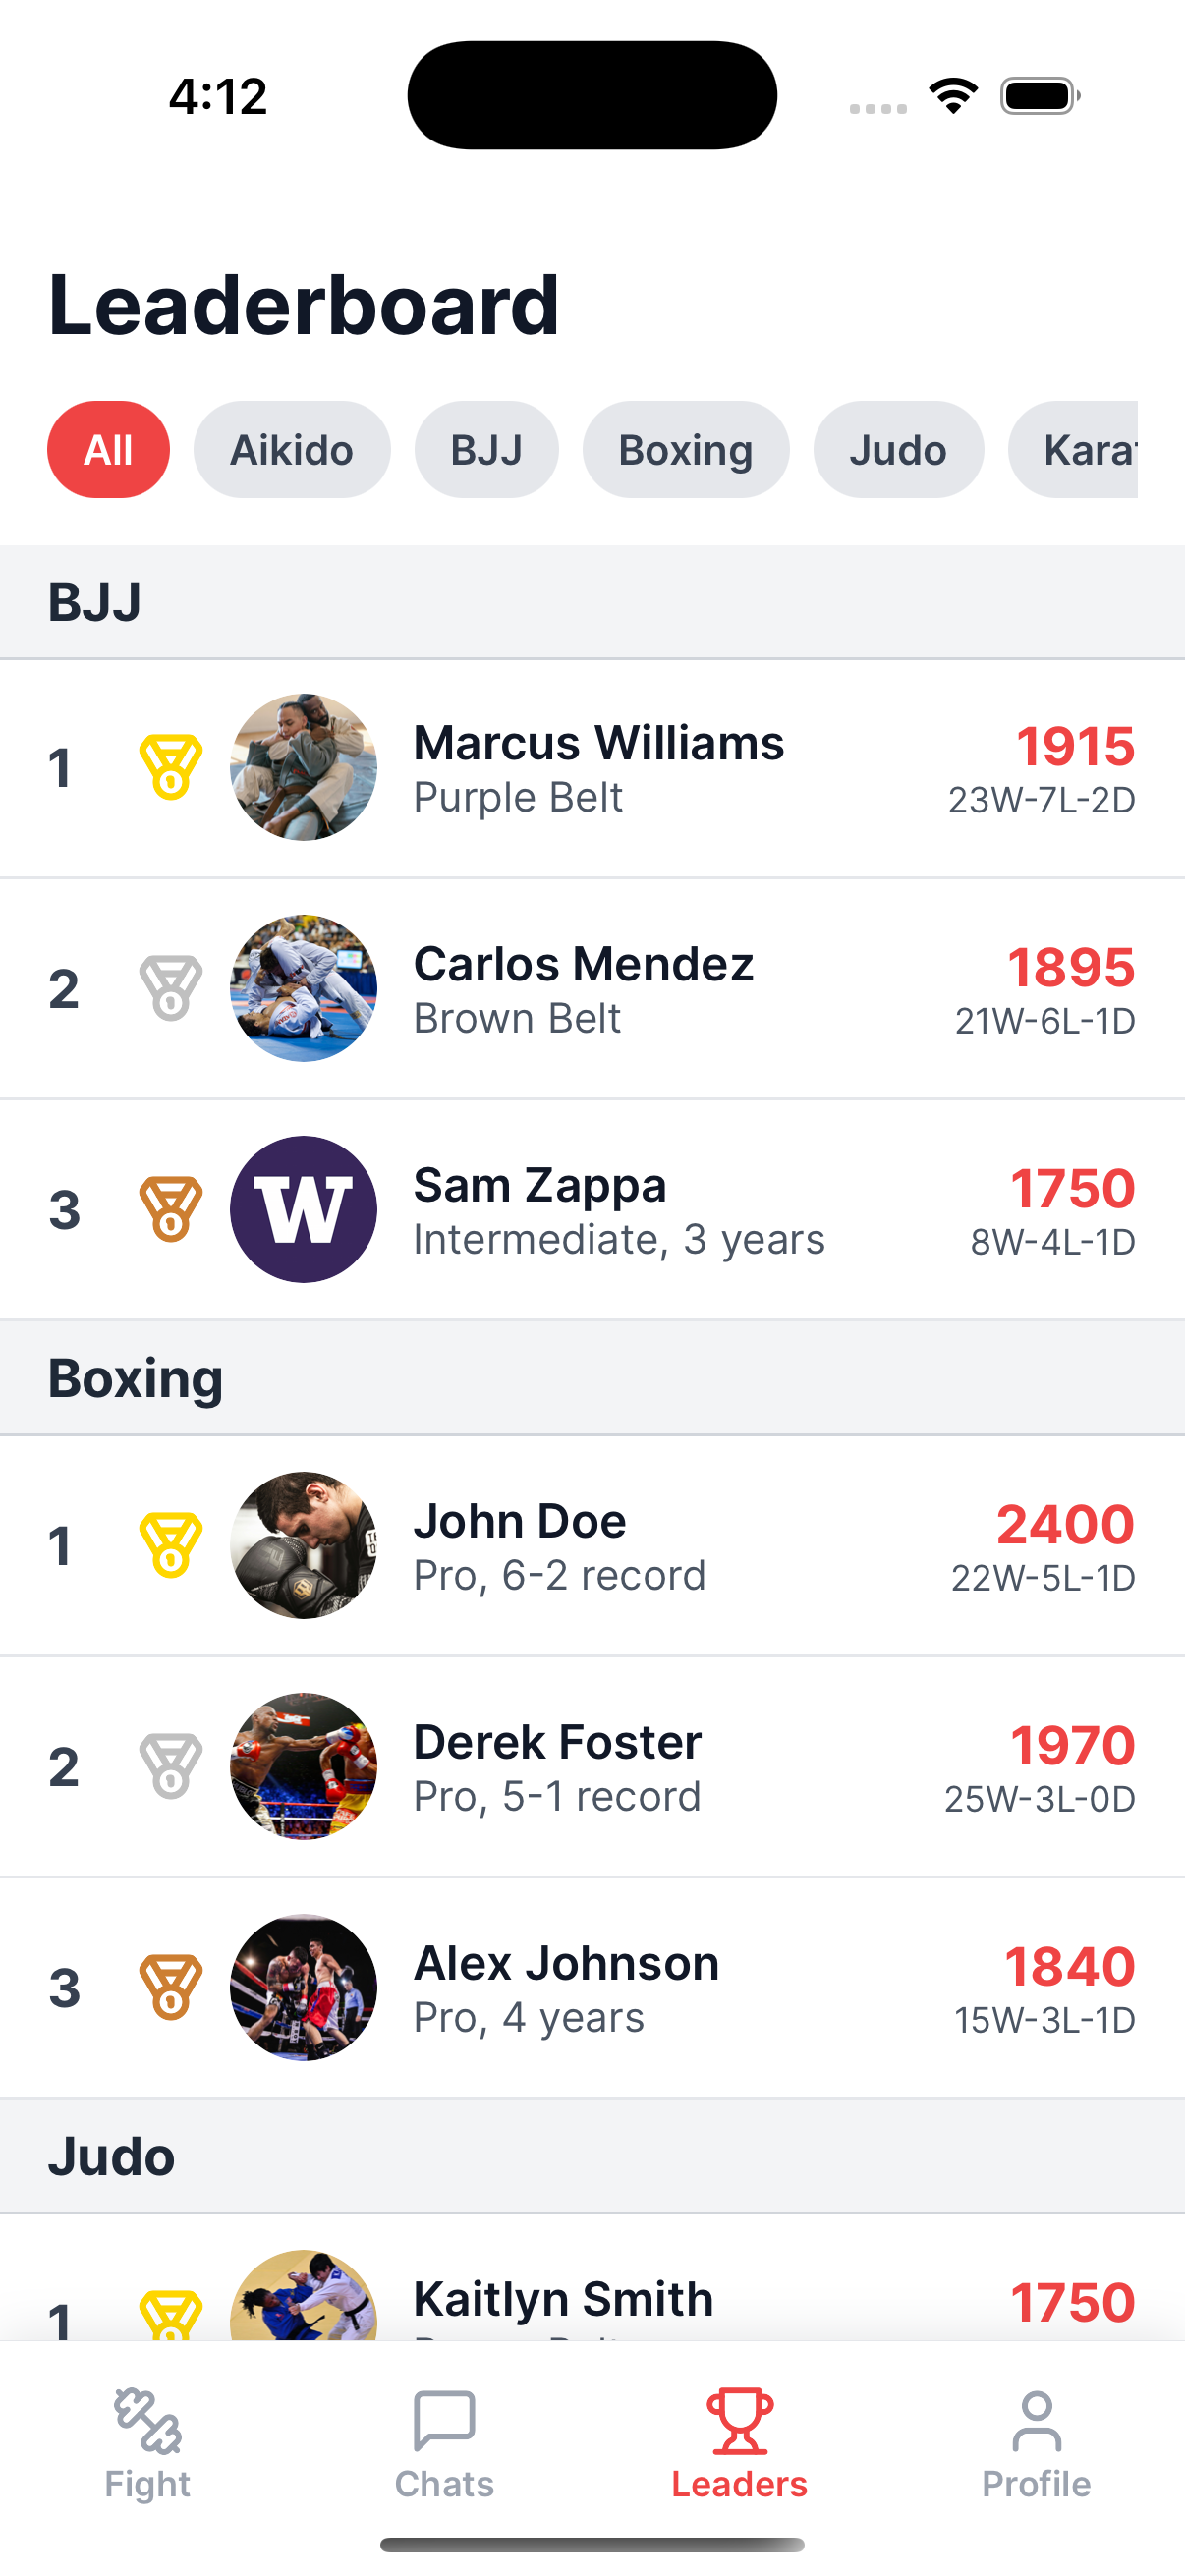 4:12
Leaderboard
All Aikido BJJ Boxing Judo
BJJ
1 Marcus Williams 1915
Purple Belt 23W-7L-2D
2 Carlos Mendez 1895
Brown Belt 21W-6L-1D
3 W Sam Zappa 1750
Intermediate, 3 years 8W-4L-1D
Boxing
1 John Doe 2400
Pro, 6-2 record 22W-5L-1D
2 Derek Foster 1970
Pro, 5-1 record 25W-3L-0D
3 Alex Johnson 1840
Pro, 4 years 15W-3L-1D
Judo
1 Kaitlyn Smith 1750
Fight Chats Leaders Profile